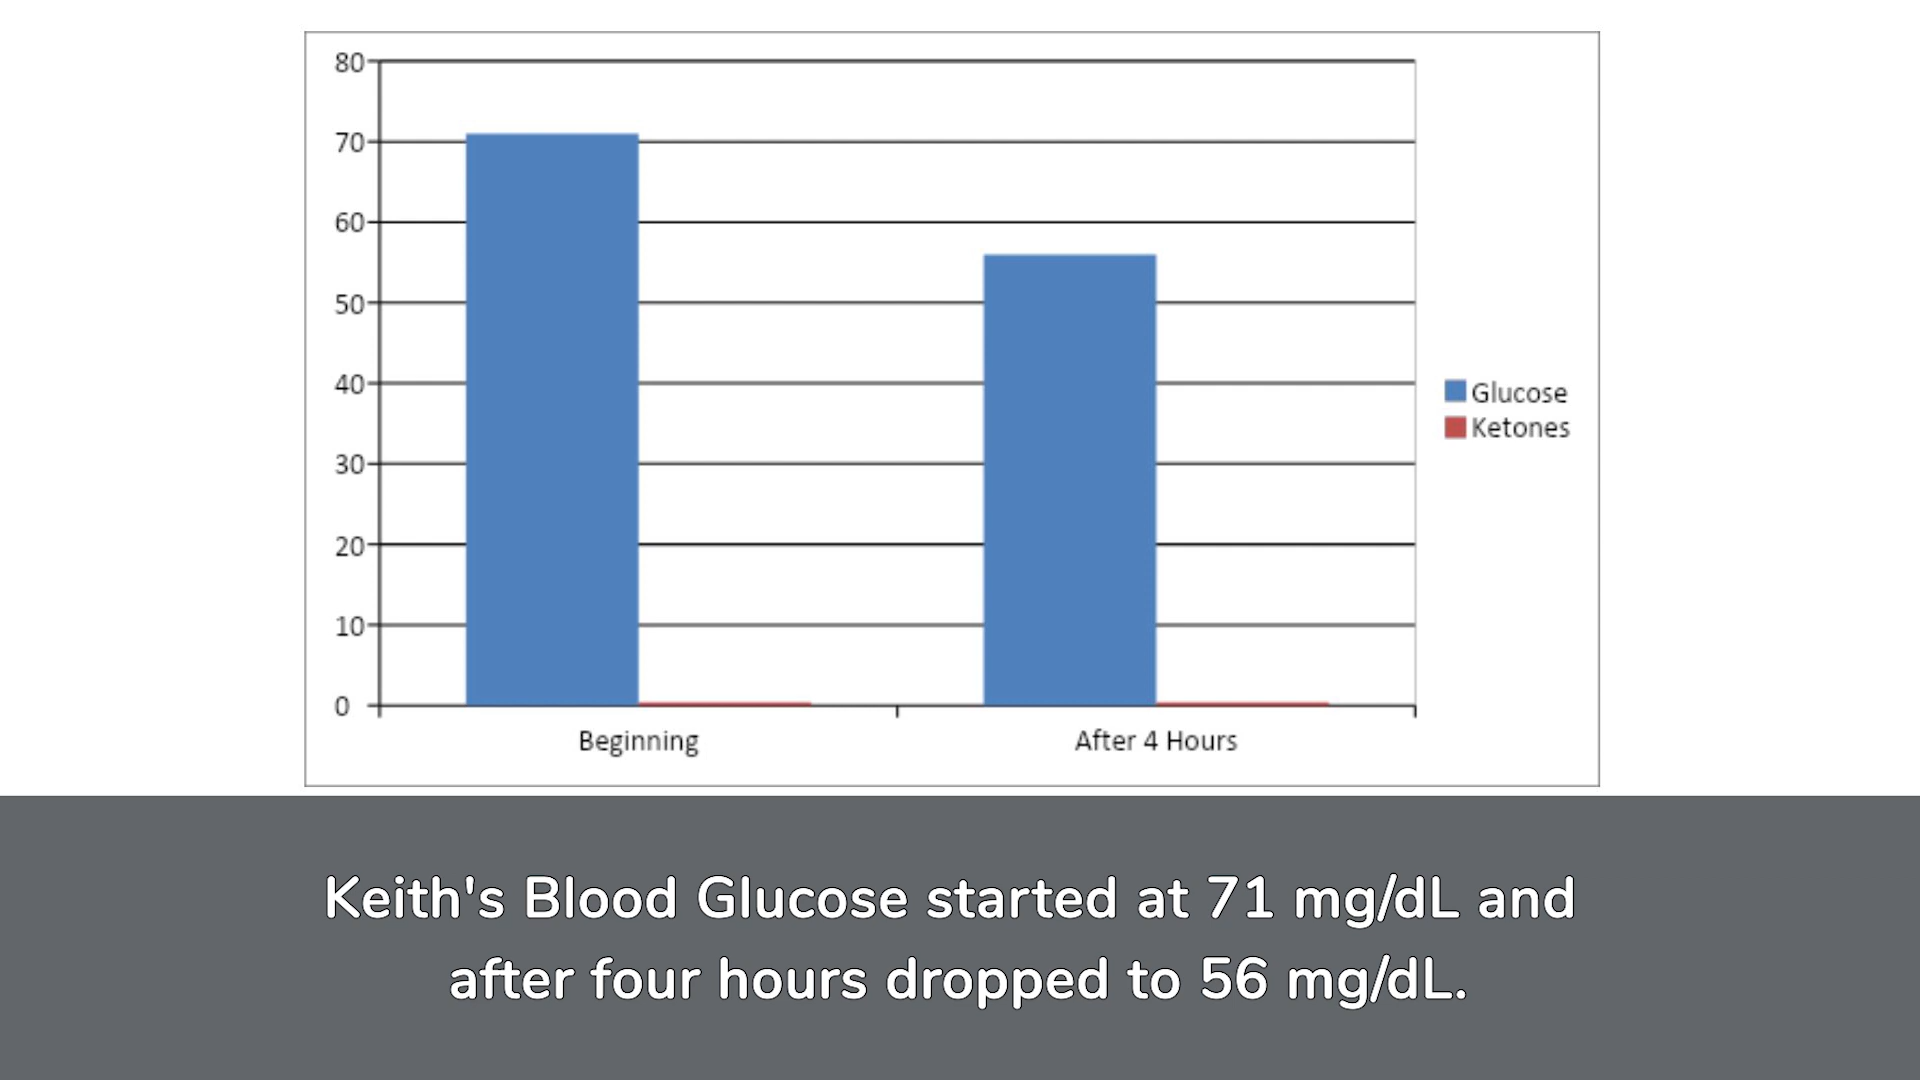 80
70
60
50
40
30
20
10
0
Beginning
After 4 Hours
Glucose
Ketones
Keith's Blood Glucose started at 71 mg/dL and
after four hours dropped to 56 mg/dL.